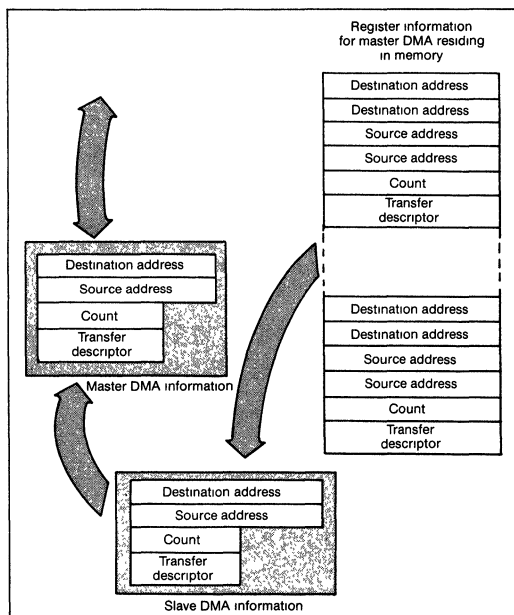 Register information
for master DMA residing
in memory
Destination address
Destination address
Source address
Source address
Count
Transfer
descriptor
Destination address
Source address
Count
Transfer
descriptor
Master DMA information
Destination address
Destination address
Source address
Source address
Count
Transfer
descriptor
Destination address
Source address
Count
Transfer
descriptor
Slave DMA information